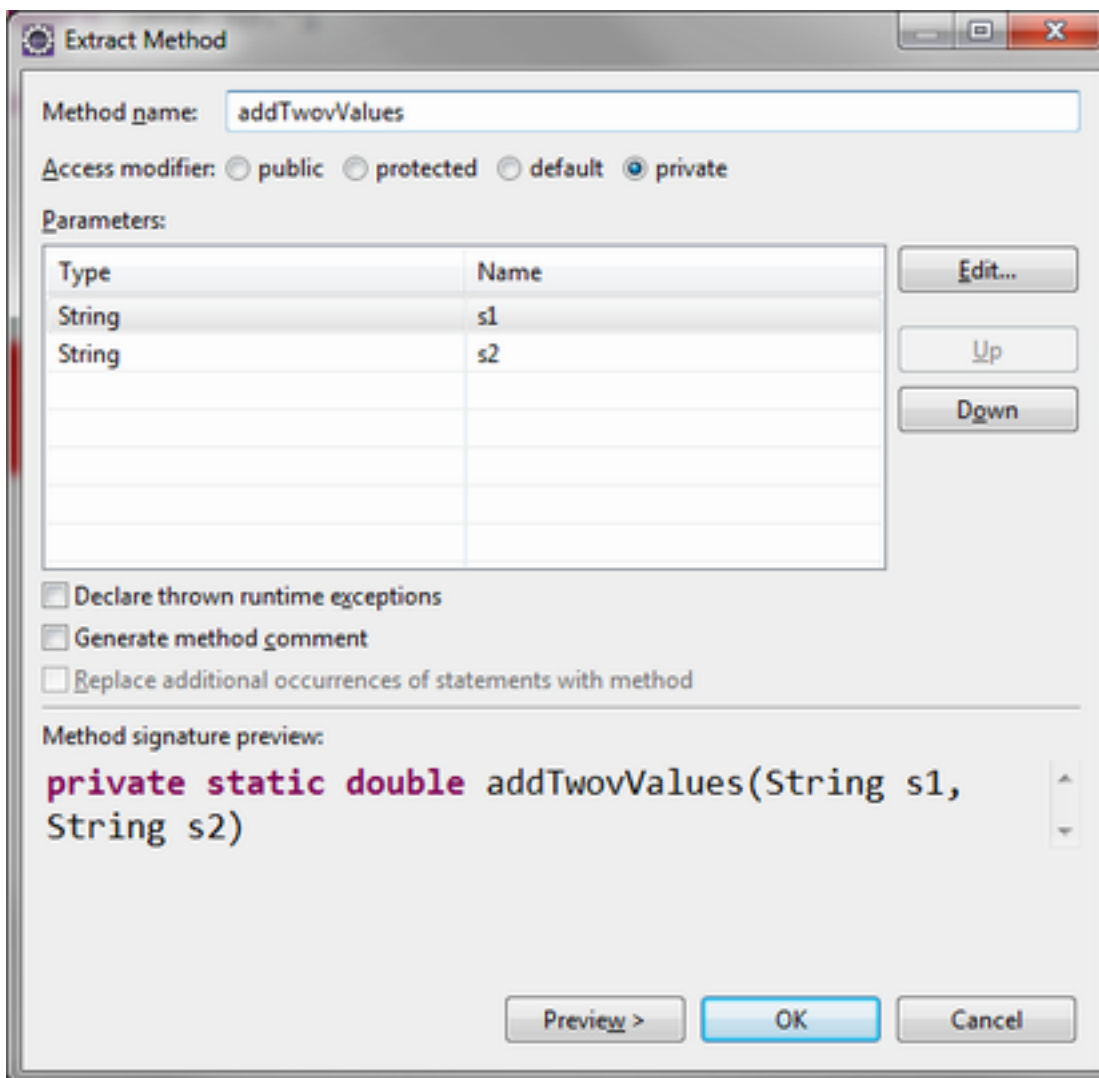 Extract Method
Method name: addTwovValues
Access modifier: public protected default private
Parameters:
Type Name Edit...
String s1
String s2 Up
Down
Declare thrown runtime exceptions
Generate method comment
Replace additional occurrences of statements with method
Method signature preview:
private static double addTwovValues(String s1,
String s2)
Preview > OK Cancel